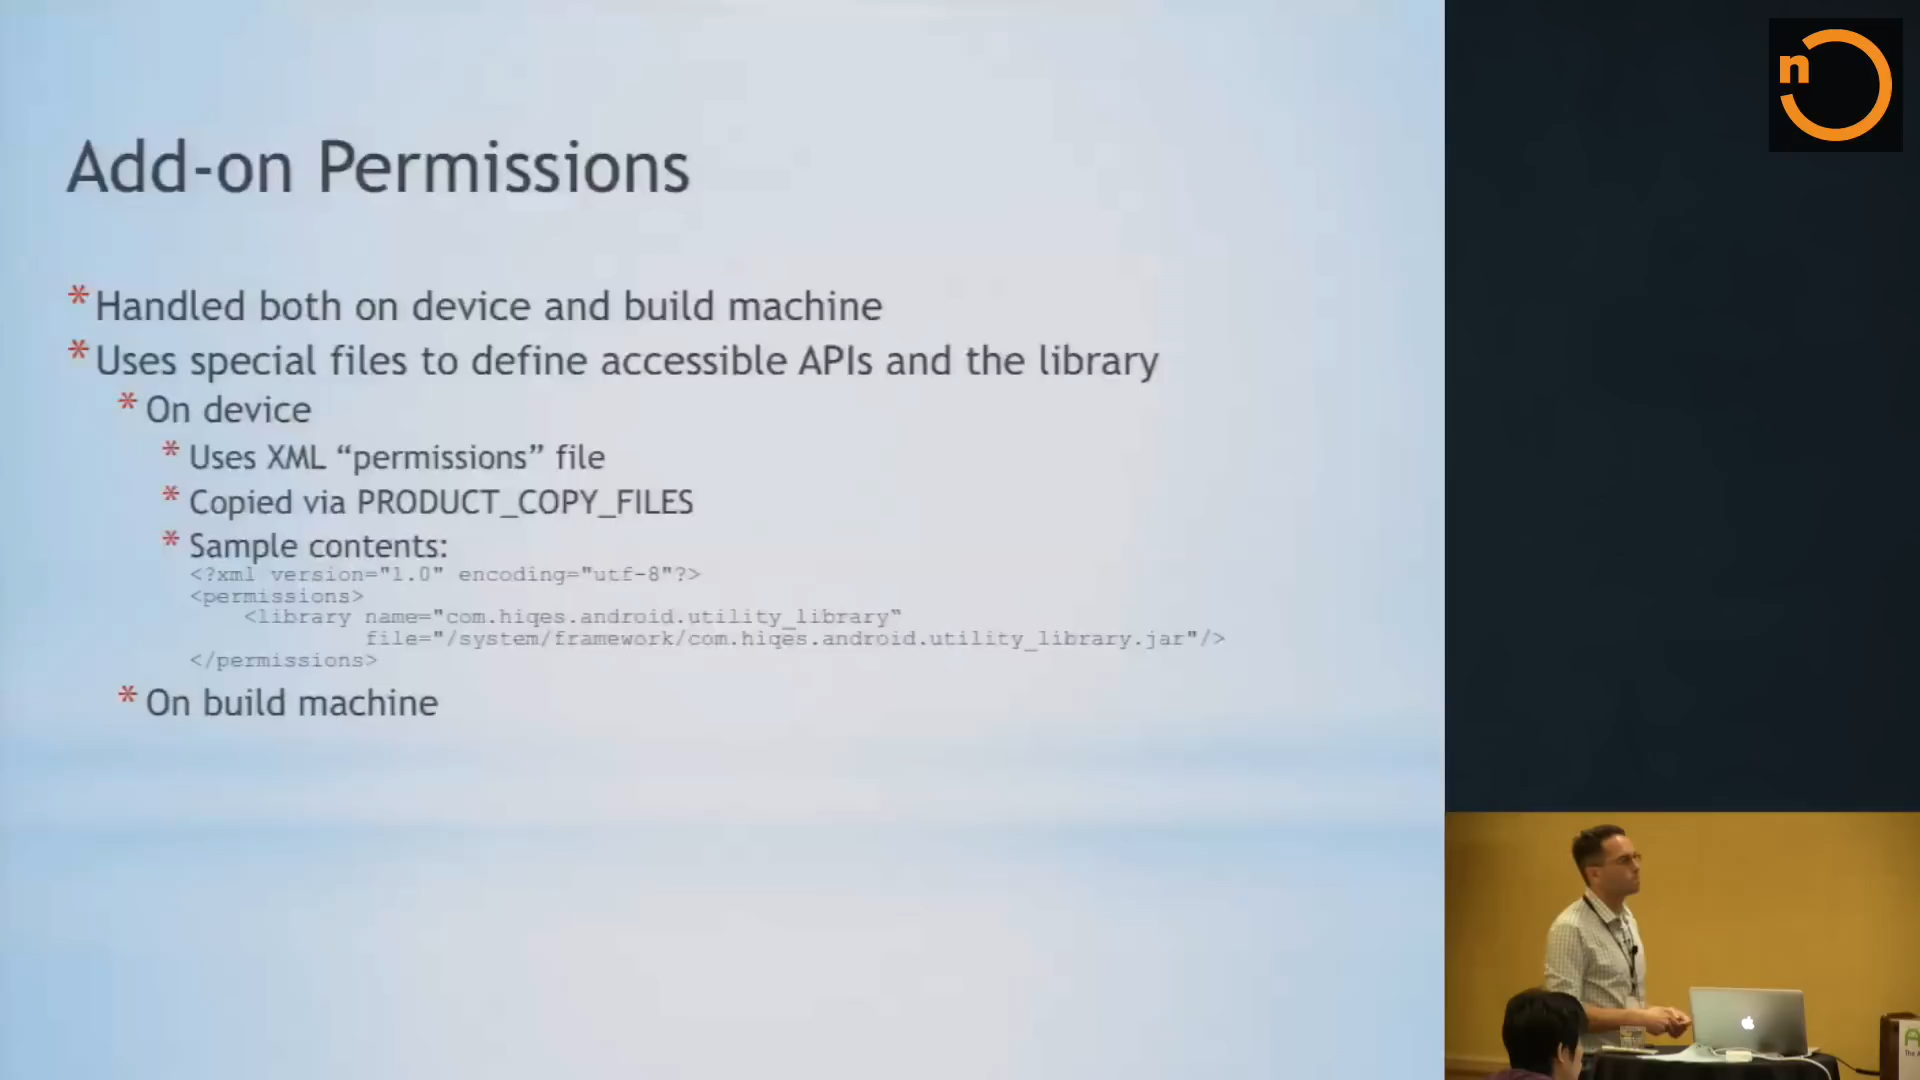 n
Add-on Permissions
* Handled both on device and build machine
* Uses special files to define accessible APIs and the library
* On device
* Uses XML “permissions” file
* Copied via PRODUCT_COPY_FILES
* Sample contents:
<?xml version="1.0" encoding="utf-8"?>
<permissions>
<library name="com.hiqes.android.utility_library"
file="/system/framework/com.hiqes.android.utility_library.jar"/>
</permissions>
* On build machine